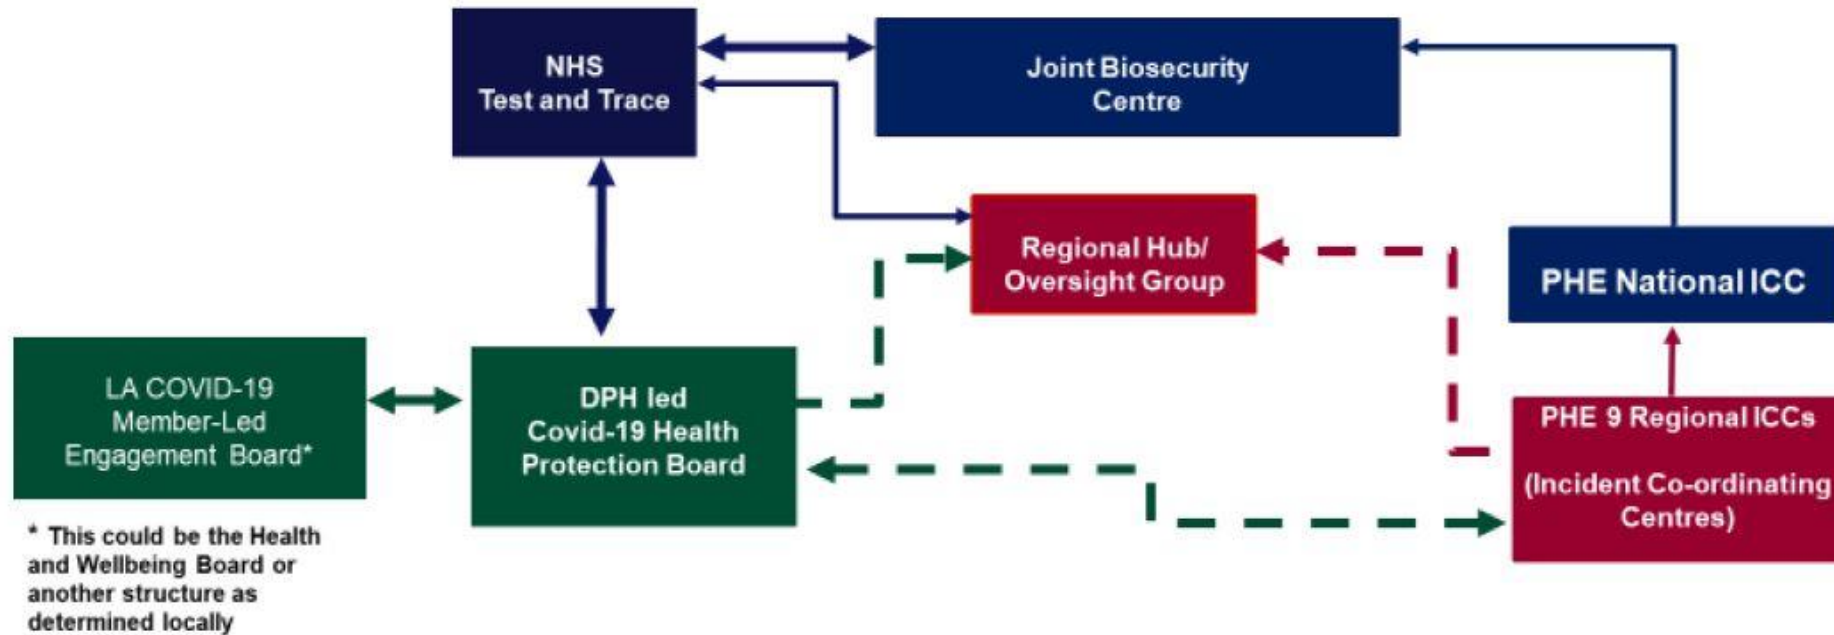 NHS
Test and Trace
Joint Biosecurity
Centre
Regional Hub/
Oversight Group
PHE National ICC
LA COVID-19
Member-Led
Engagement Board*
DPH led
Covid-19 Health
Protection Board
PHE 9 Regional ICCs
(Incident Co-ordinating
Centres)
* This could be the Health
and Wellbeing Board or
another structure as
determined locally